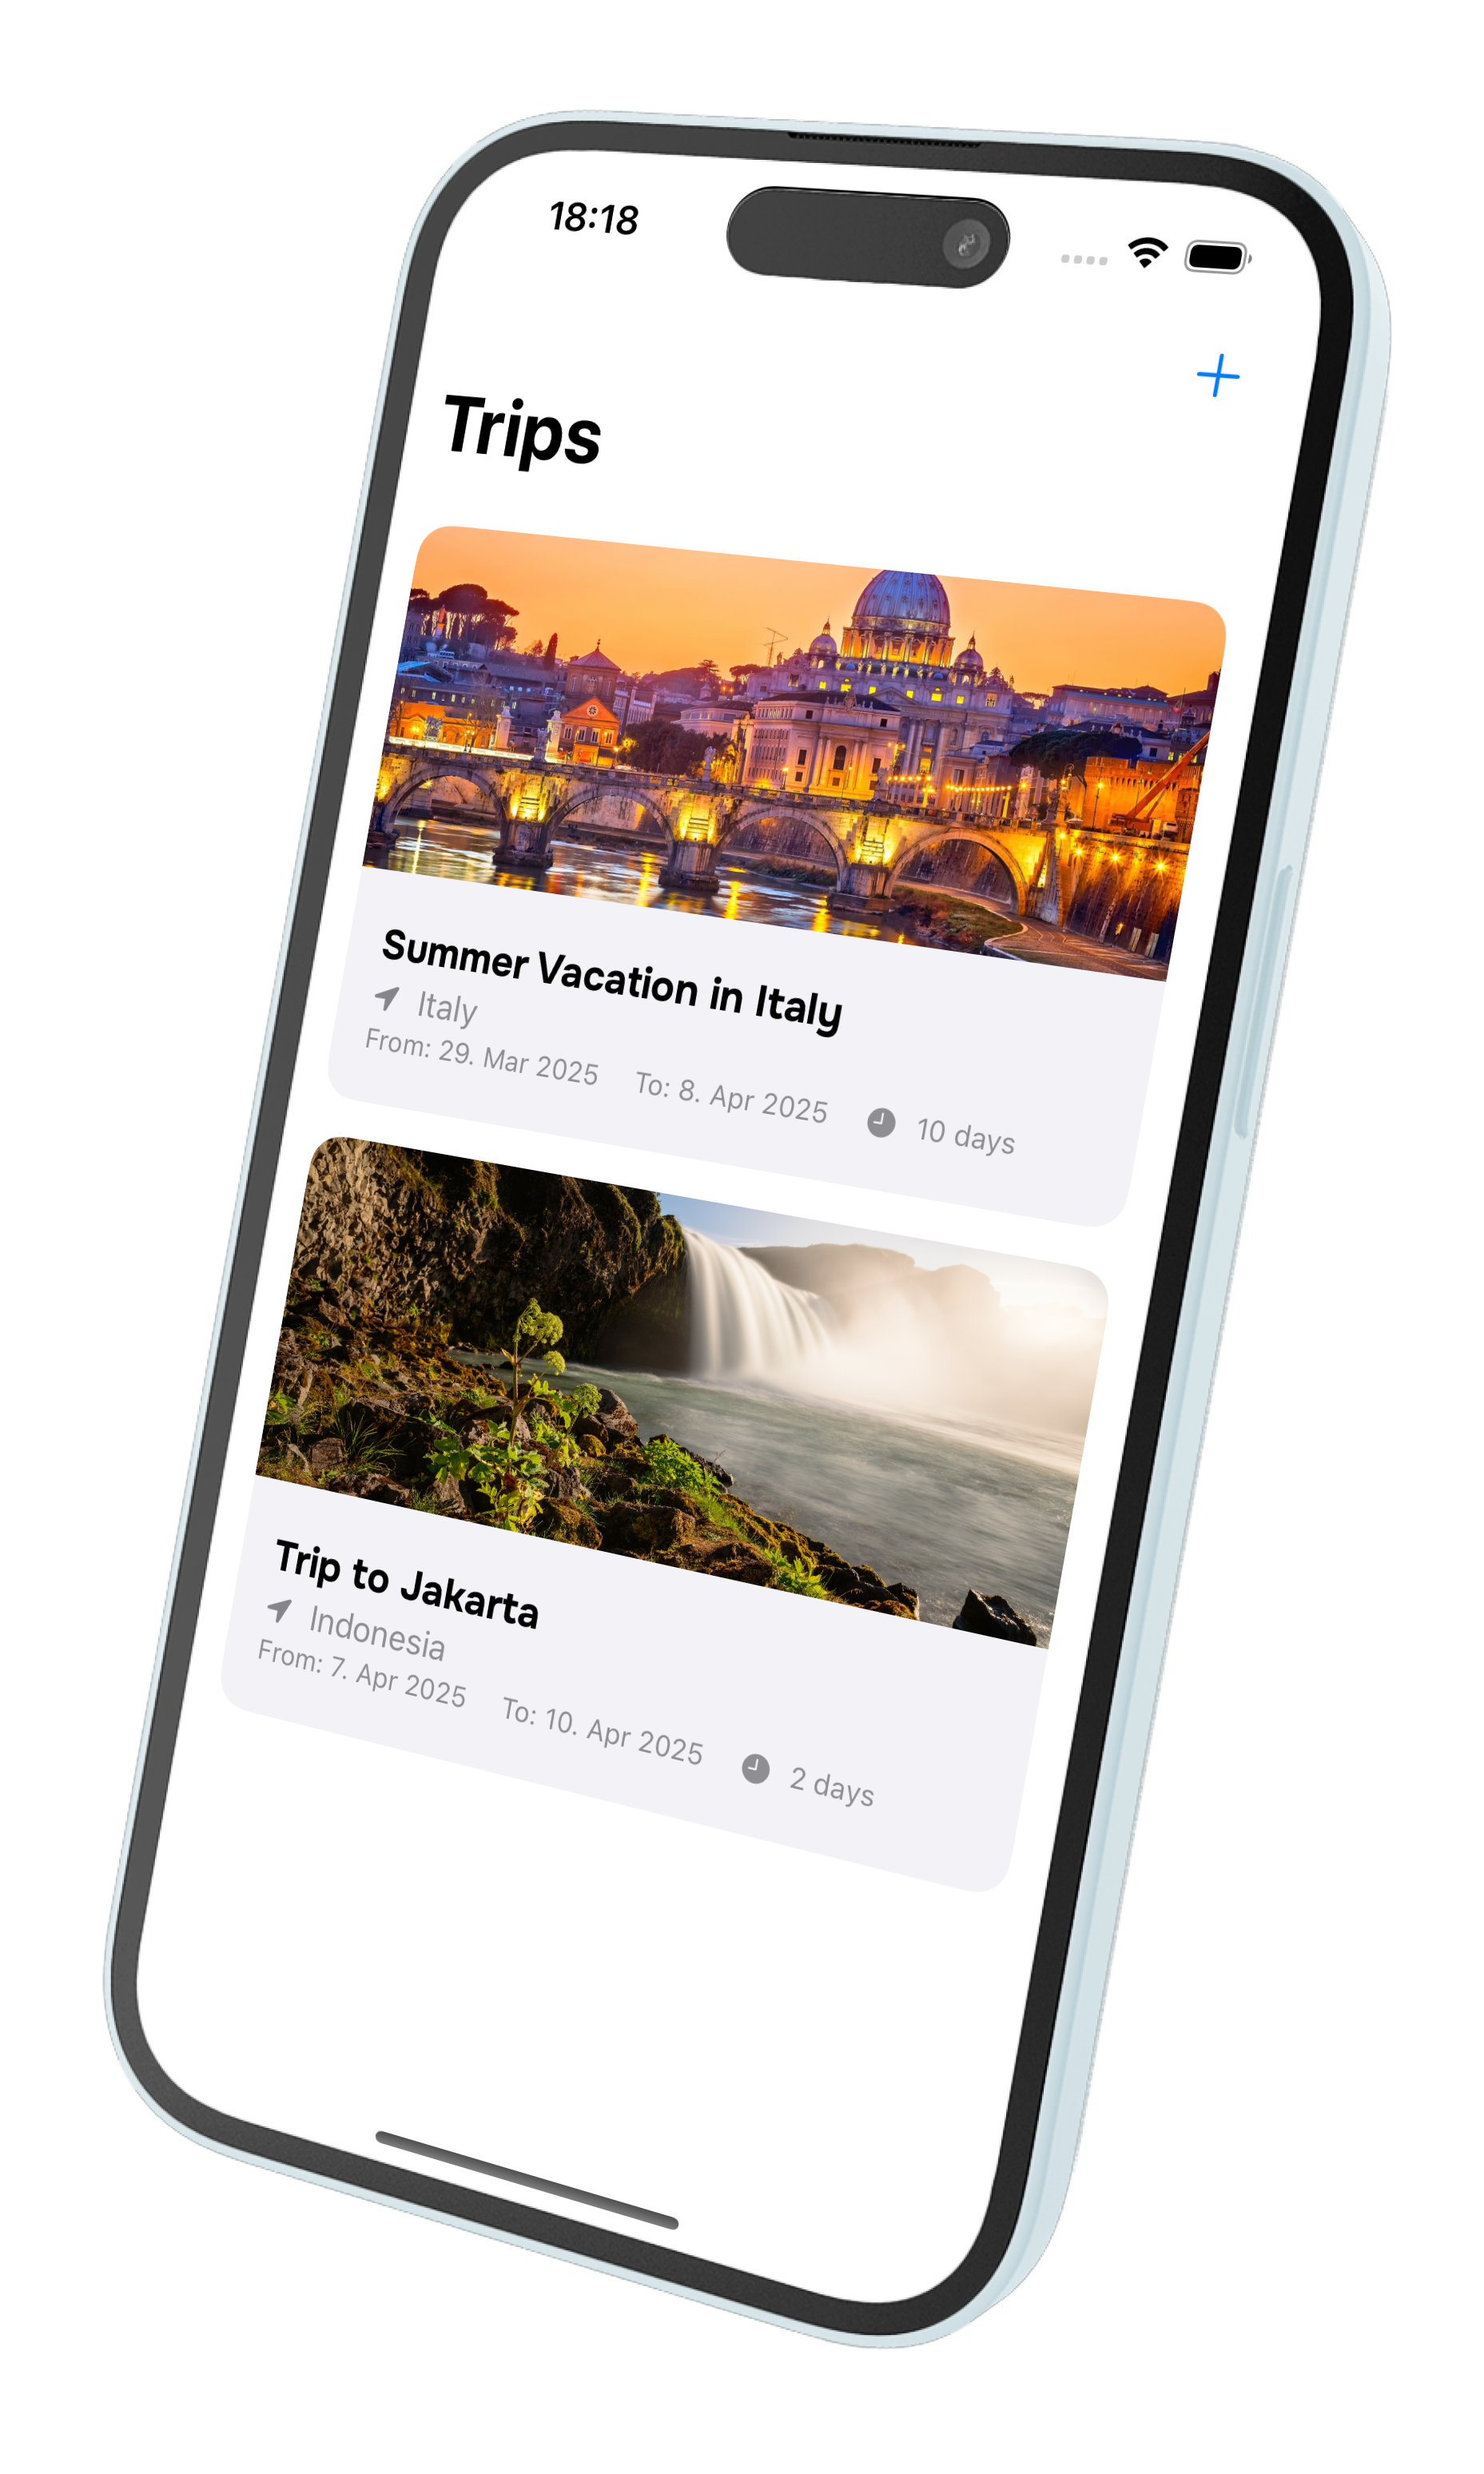 18:18
Trips
Summer Vacation in Italy
Italy
From: 29. Mar 2025 To: 8. Apr 2025 10 days
Trip to Jakarta
Indonesia
From: 7. Apr 2025 To: 10. Apr 2025 2 days